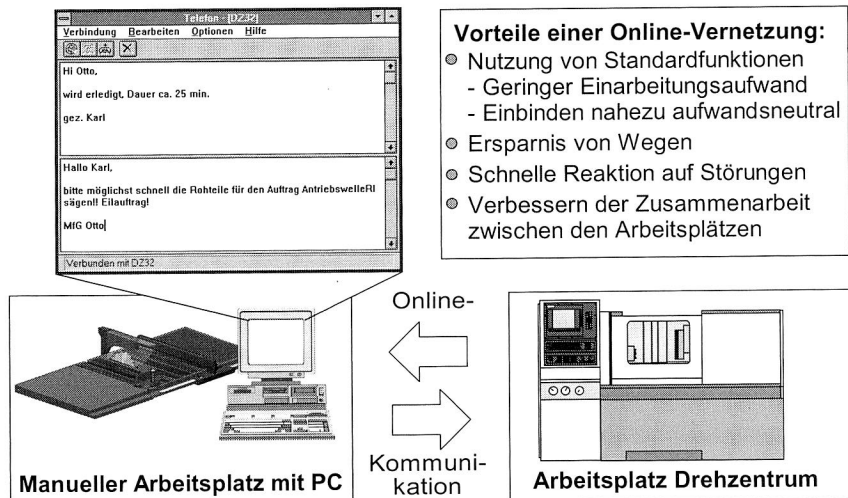 Telefon - [DZ32]
Verbindung Bearbeiten Optionen Hilfe
Hi Otto,
wird erledigt, Dauer ca. 25 min.
gez. Karl
Hallo Karl,
bitte möglichst schnell die Rohteile für den Auftrag AntriebswelleRI
sägen!! Eilauftrag!
MfG Otto
Verbunden mit DZ32
Vorteile einer Online-Vernetzung:
Nutzung von Standardfunktionen
- Geringer Einarbeitungsaufwand
- Einbinden nahezu aufwandsneutral
Ersparnis von Wegen
Schnelle Reaktion auf Störungen
Verbessern der Zusammenarbeit
zwischen den Arbeitsplätzen
Online-
Kommuni-
kation
Manueller Arbeitsplatz mit PC
Arbeitsplatz Drehzentrum